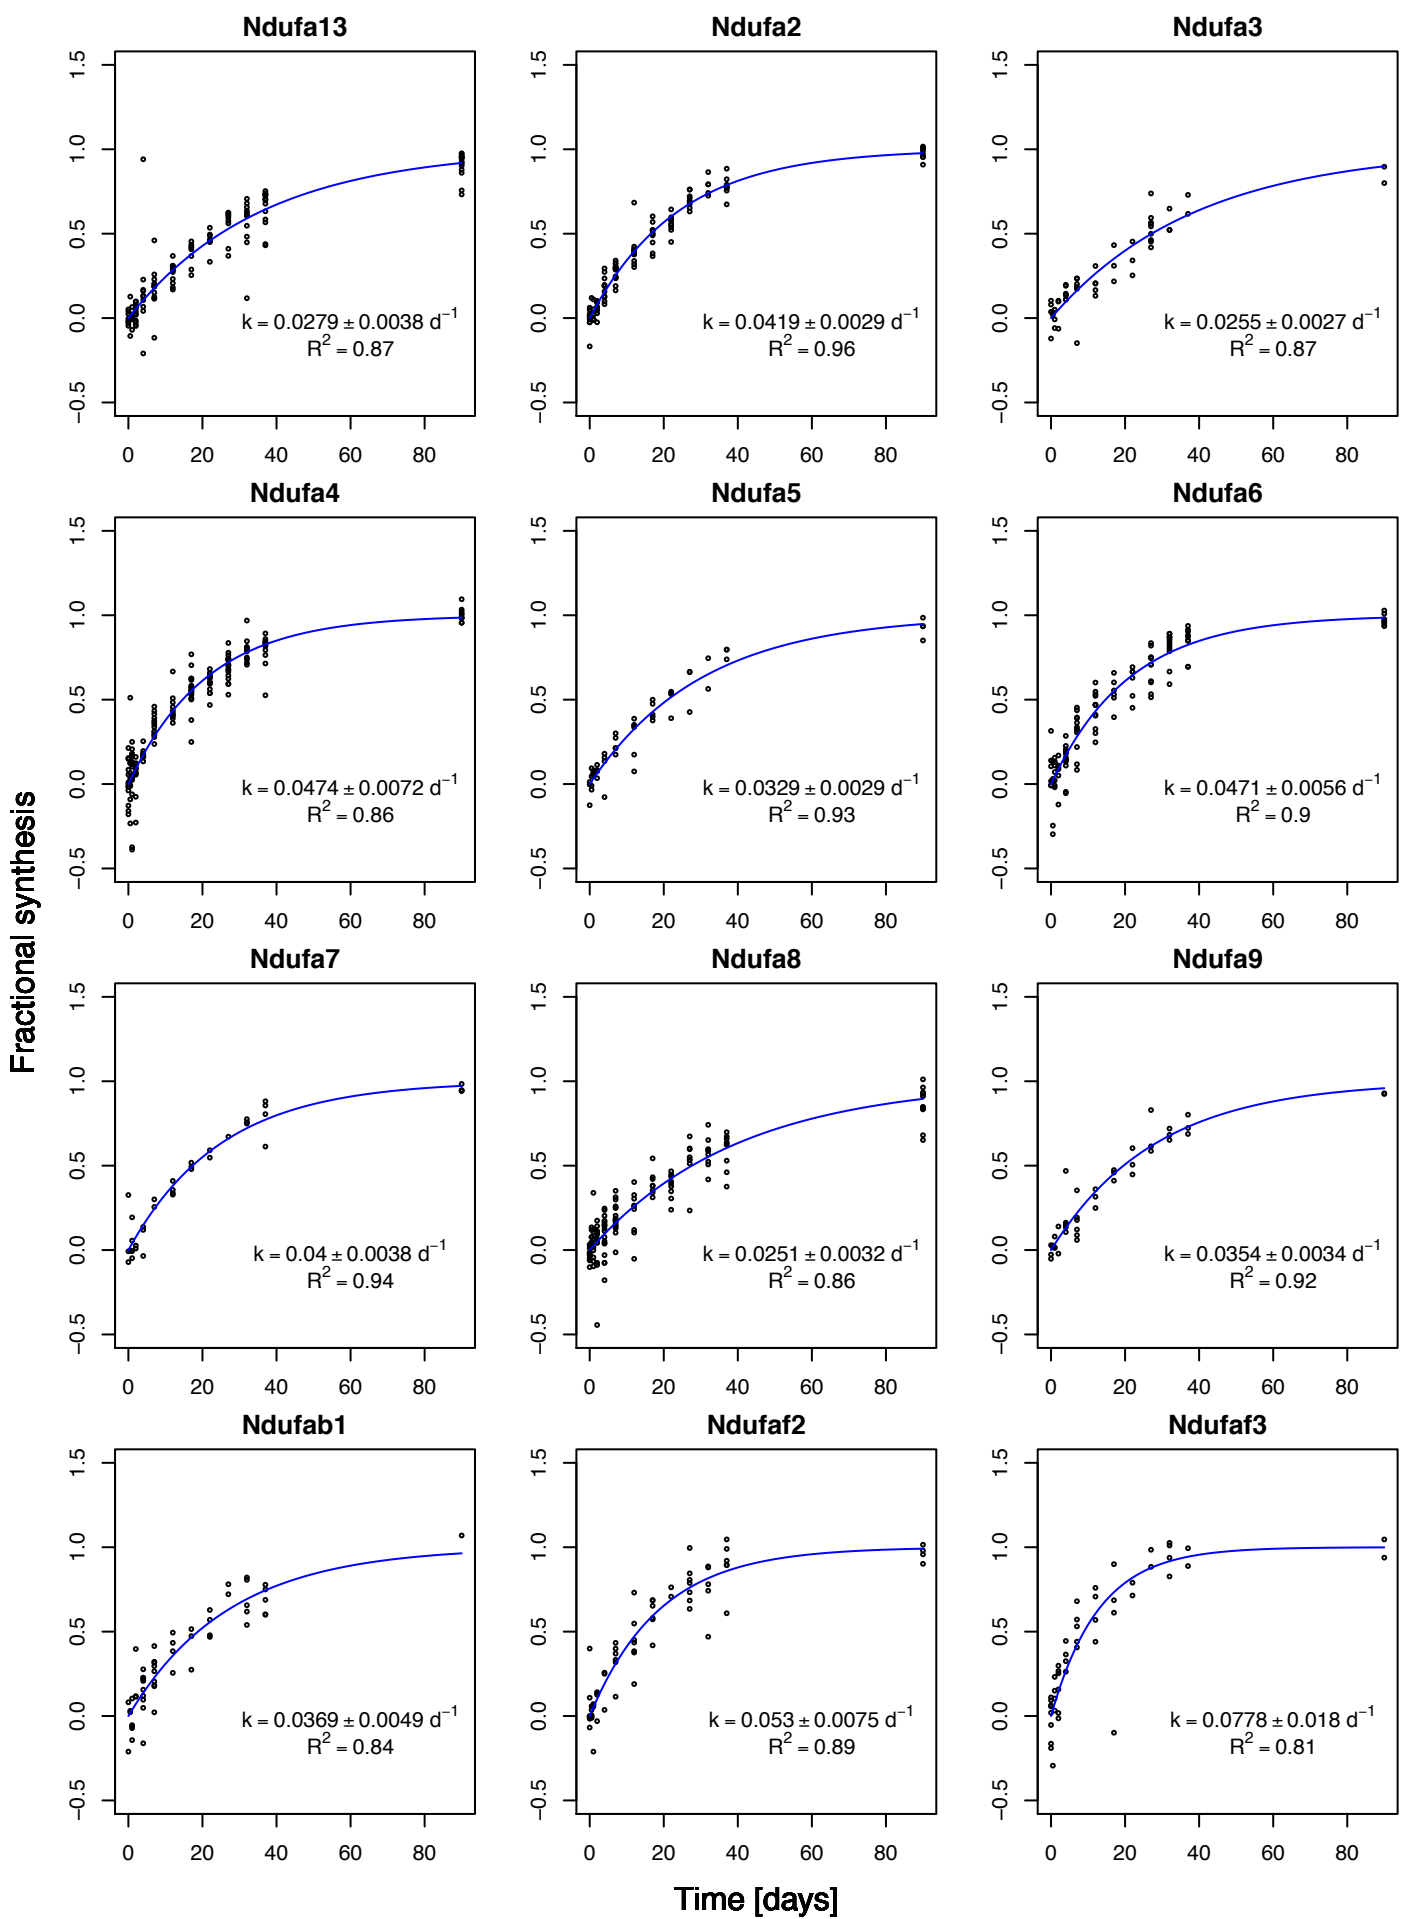 Ndufa13
Ndufa2
Ndufa3
1.5
1.0
0.5
0.0
−0.5
k = 0.0279 ± 0.0038 d⁻¹
R² = 0.87
0 20 40 60 80
1.5
1.0
0.5
0.0
−0.5
k = 0.0419 ± 0.0029 d⁻¹
R² = 0.96
0 20 40 60 80
1.5
1.0
0.5
0.0
−0.5
k = 0.0255 ± 0.0027 d⁻¹
R² = 0.87
0 20 40 60 80
Ndufa4
Ndufa5
Ndufa6
1.5
1.0
0.5
0.0
−0.5
k = 0.0474 ± 0.0072 d⁻¹
R² = 0.86
0 20 40 60 80
1.5
1.0
0.5
0.0
−0.5
k = 0.0329 ± 0.0029 d⁻¹
R² = 0.93
0 20 40 60 80
1.5
1.0
0.5
0.0
−0.5
k = 0.0471 ± 0.0056 d⁻¹
R² = 0.9
0 20 40 60 80
Fractional synthesis
Ndufa7
Ndufa8
Ndufa9
1.5
1.0
0.5
0.0
−0.5
k = 0.04 ± 0.0038 d⁻¹
R² = 0.94
0 20 40 60 80
1.5
1.0
0.5
0.0
−0.5
k = 0.0251 ± 0.0032 d⁻¹
R² = 0.86
0 20 40 60 80
1.5
1.0
0.5
0.0
−0.5
k = 0.0354 ± 0.0034 d⁻¹
R² = 0.92
0 20 40 60 80
Ndufab1
Ndufaf2
Ndufaf3
1.5
1.0
0.5
0.0
−0.5
k = 0.0369 ± 0.0049 d⁻¹
R² = 0.84
0 20 40 60 80
1.5
1.0
0.5
0.0
−0.5
k = 0.053 ± 0.0075 d⁻¹
R² = 0.89
0 20 40 60 80
1.5
1.0
0.5
0.0
−0.5
k = 0.0778 ± 0.018 d⁻¹
R² = 0.81
0 20 40 60 80
Time [days]